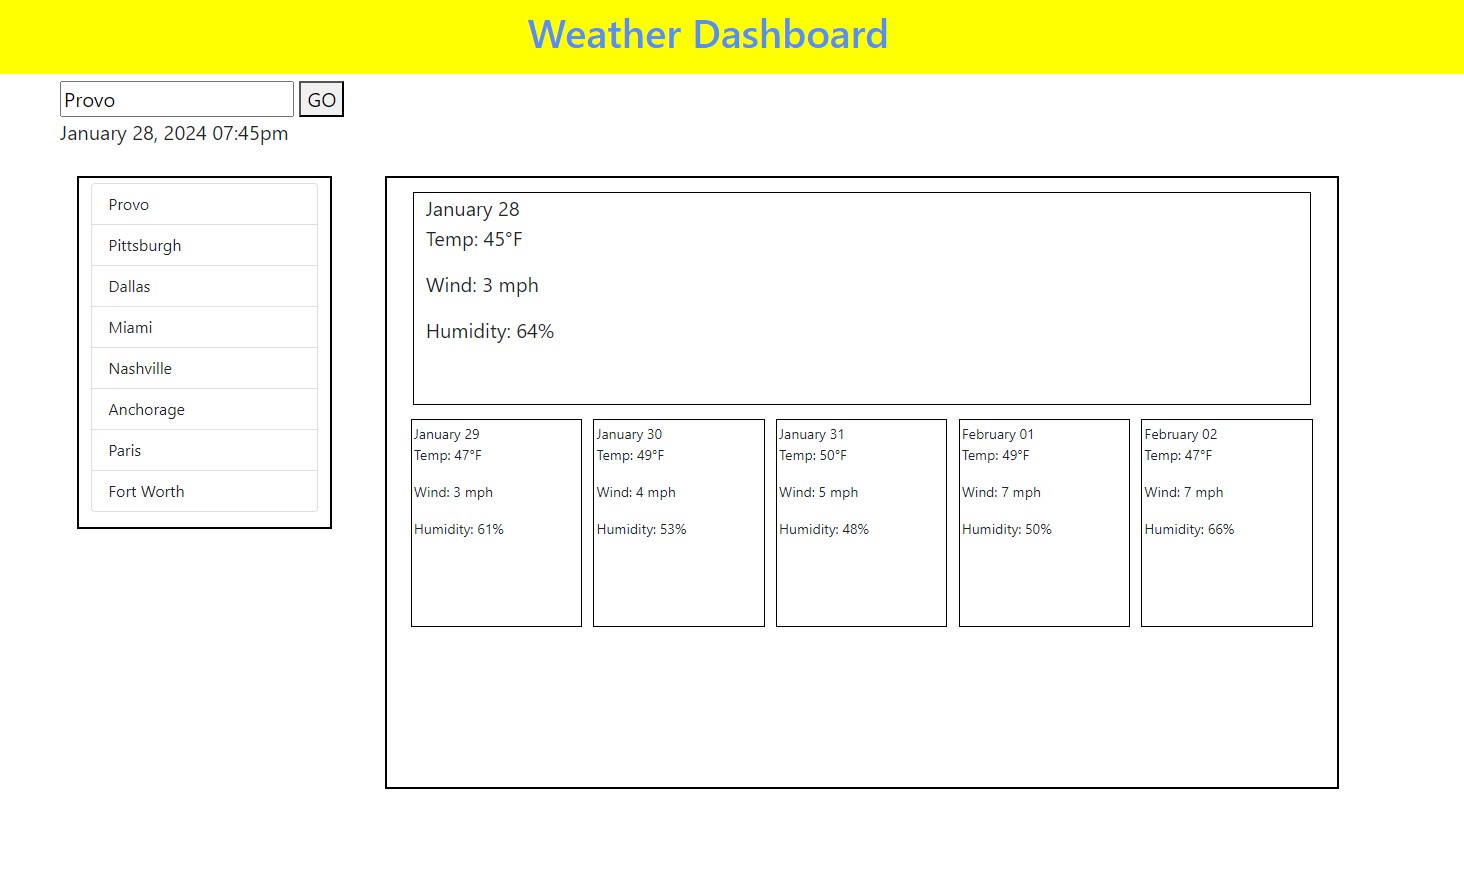 Weather Dashboard
Provo GO
January 28, 2024 07:45pm
Provo
Pittsburgh
Dallas
Miami
Nashville
Anchorage
Paris
Fort Worth
January 28
Temp: 45°F
Wind: 3 mph
Humidity: 64%
January 29
Temp: 47°F
Wind: 3 mph
Humidity: 61%
January 30
Temp: 49°F
Wind: 4 mph
Humidity: 53%
January 31
Temp: 50°F
Wind: 5 mph
Humidity: 48%
February 01
Temp: 49°F
Wind: 7 mph
Humidity: 50%
February 02
Temp: 47°F
Wind: 7 mph
Humidity: 66%